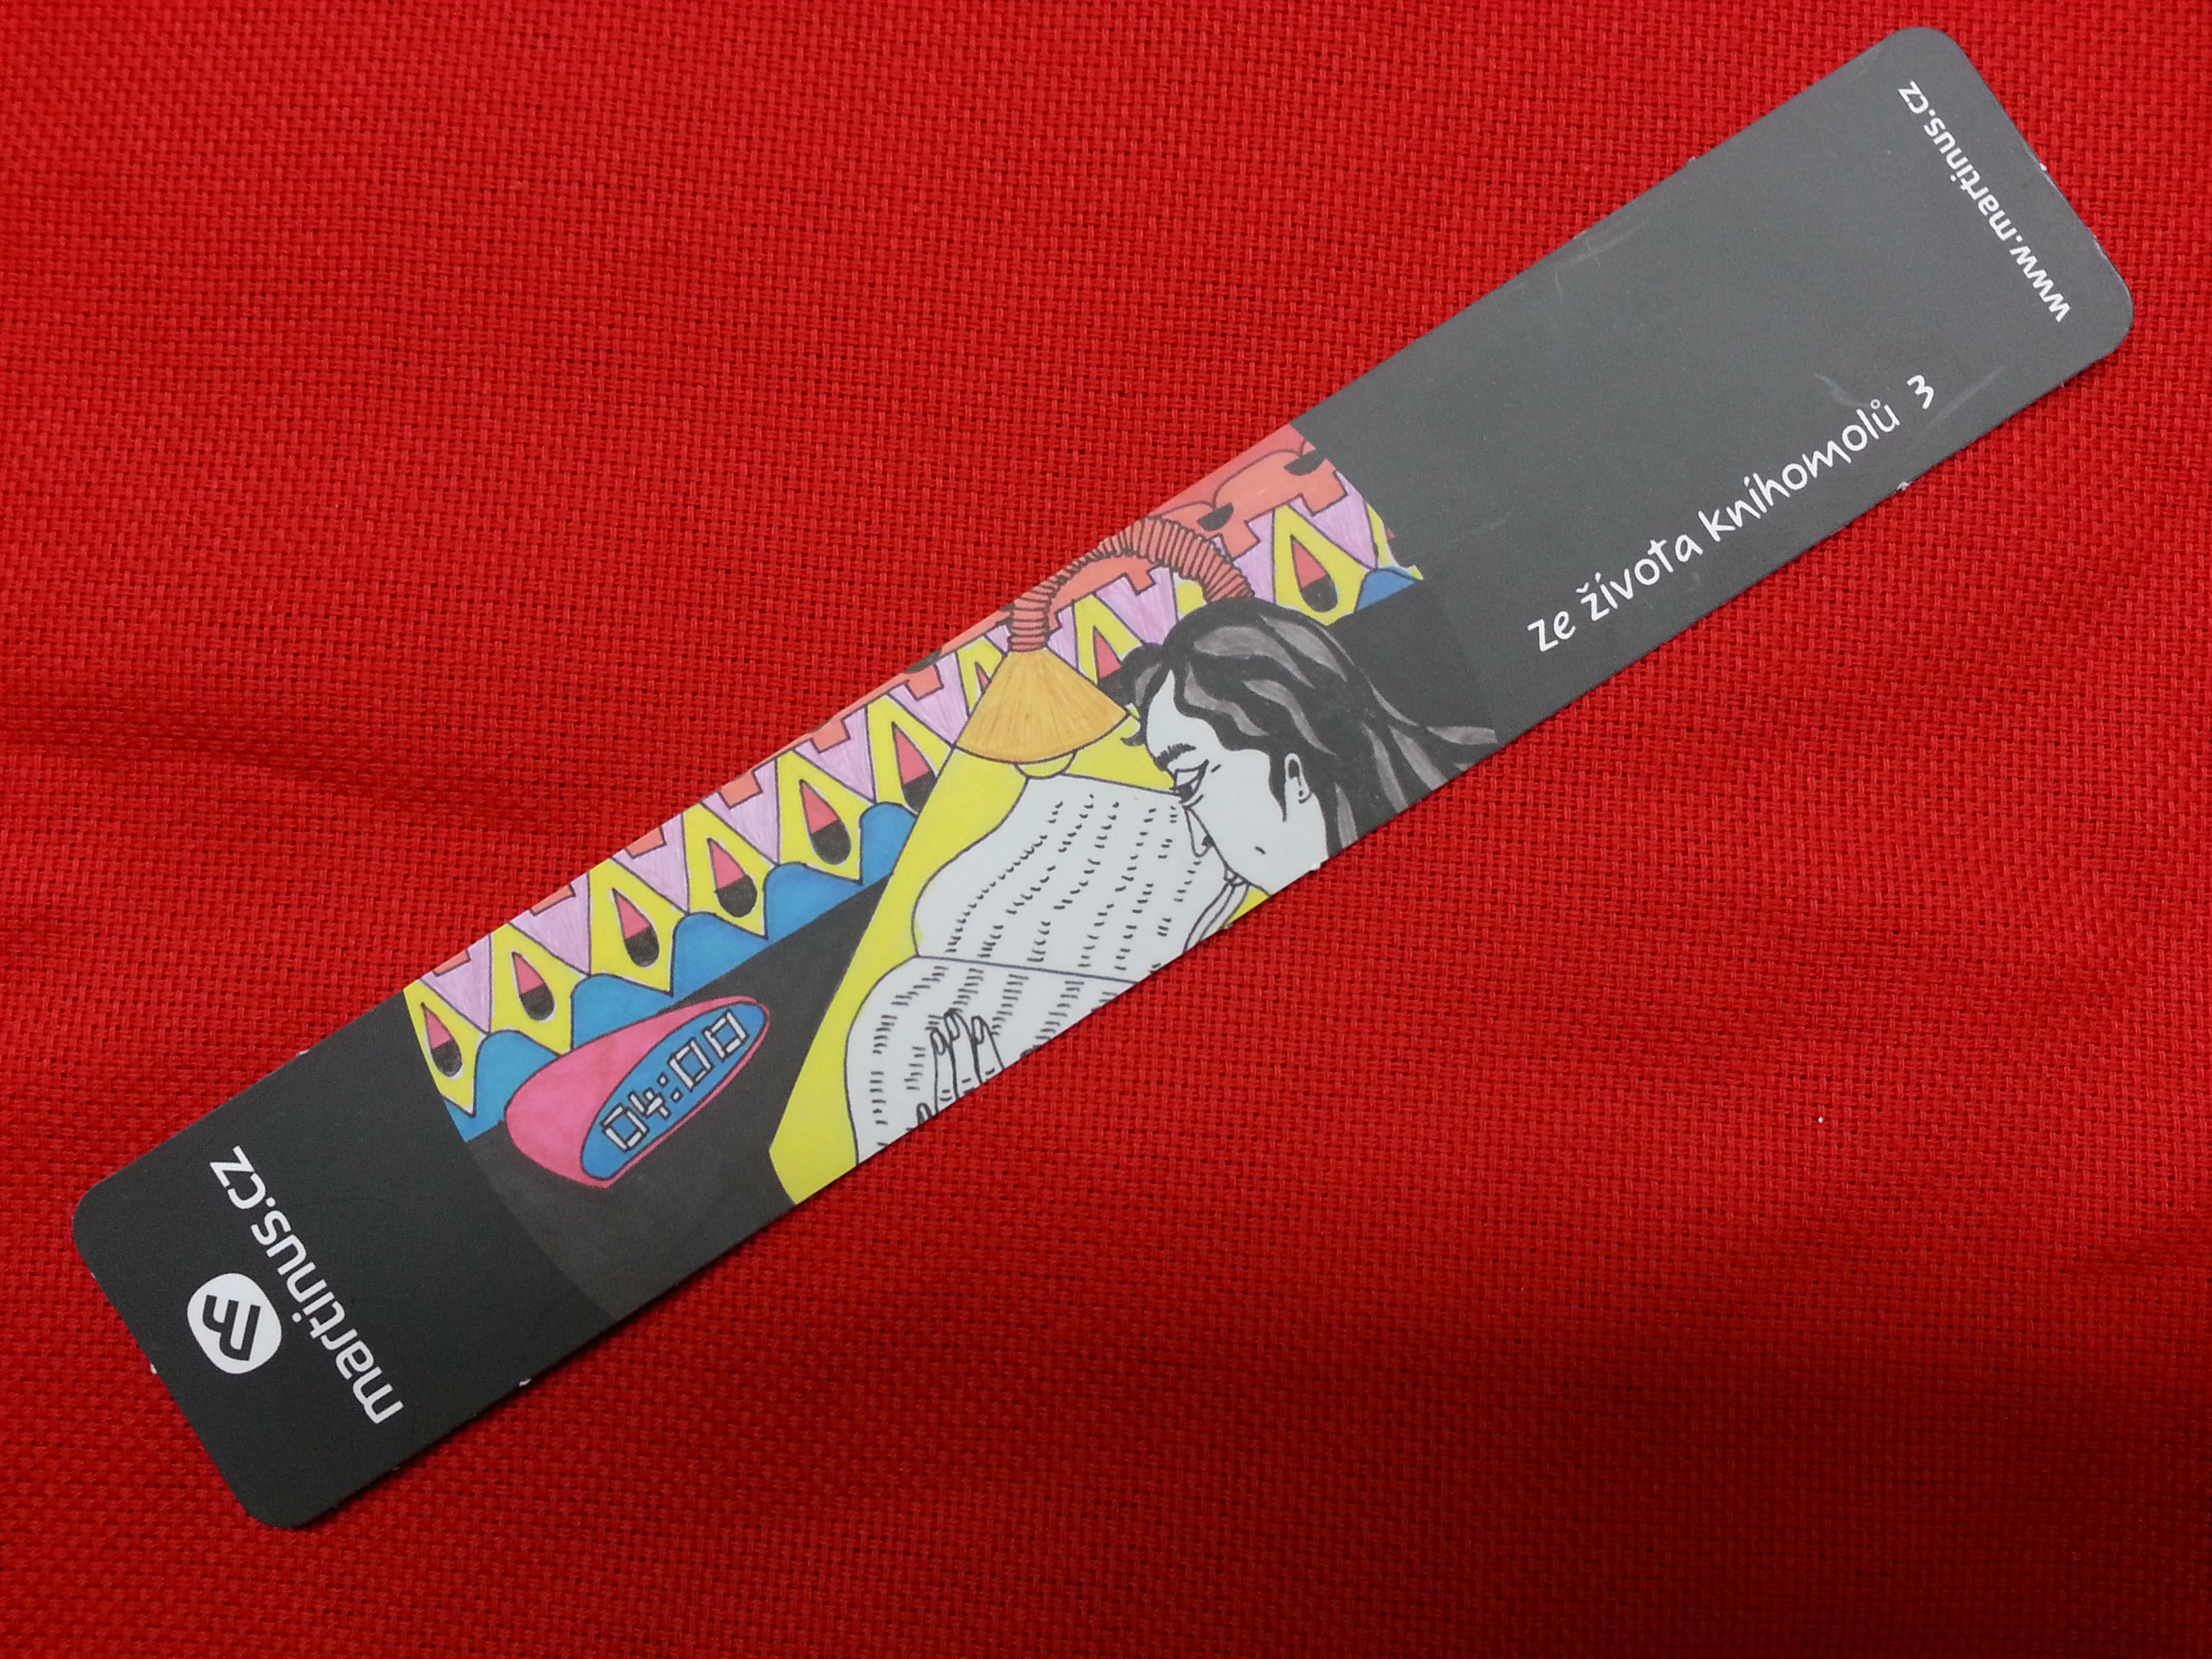 martinus.cz
04:00
ze života knihomolů 3
www.martinus.cz